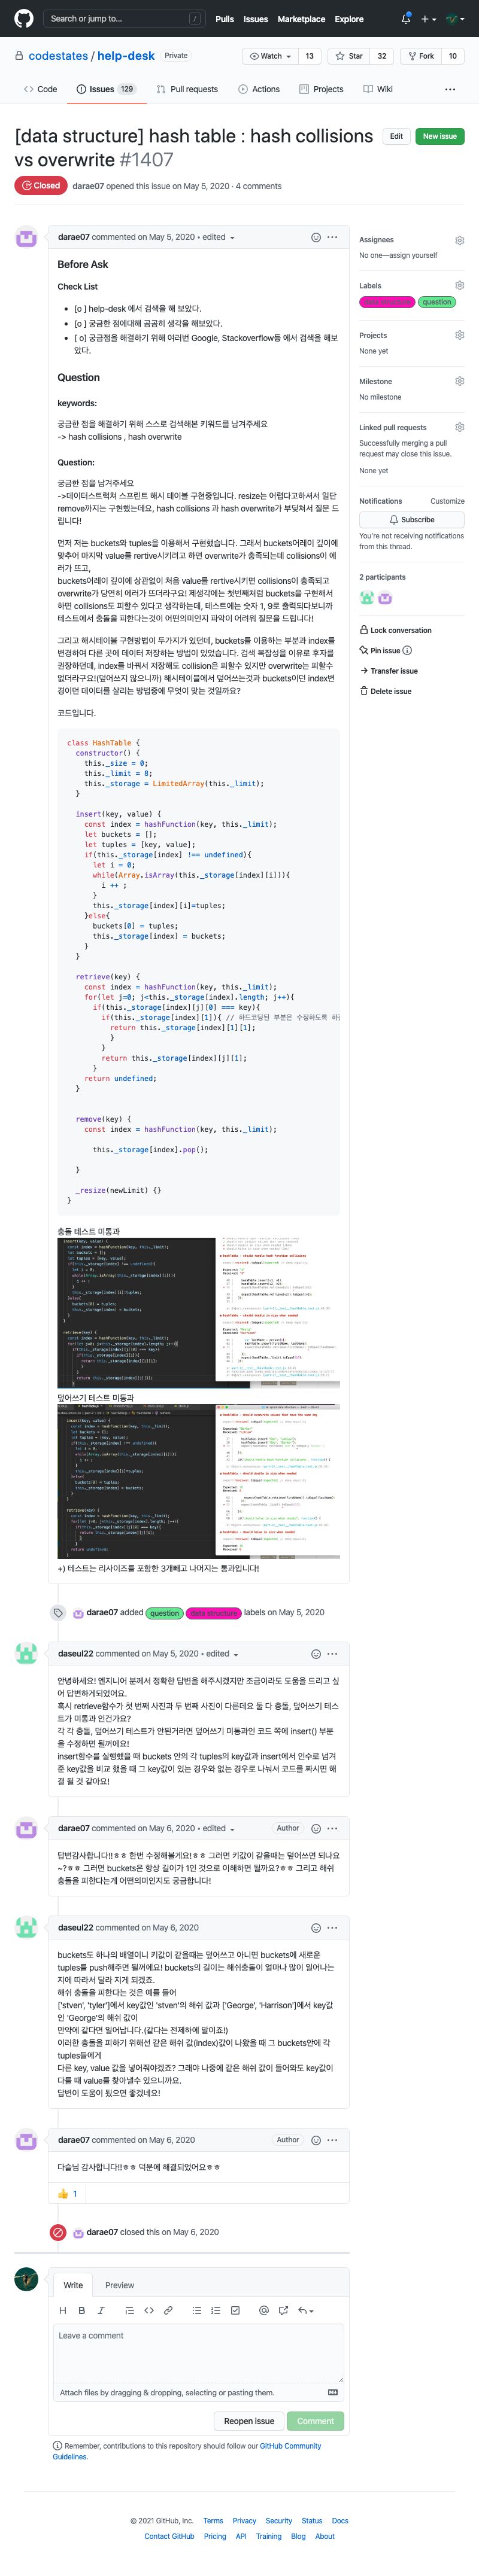 Search or jump to... /
Pulls Issues Marketplace Explore
codestates / help-desk Private
Watch 13 Star 32 Fork 10
Code Issues 129 Pull requests Actions Projects Wiki ...
[data structure] hash table : hash collisions
vs overwrite #1407
Edit New issue
Closed darae07 opened this issue on May 5, 2020 · 4 comments
darae07 commented on May 5, 2020 • edited
Before Ask
Check List
[o ] help-desk 에서 검색을 해 보았다.
[o ] 궁금한 점에대해 곰곰히 생각을 해보았다.
[ o] 궁금점을 해결하기 위해 여러번 Google, Stackoverflow등 에서 검색을 해보
았다.
Question
keywords:
궁금한 점을 해결하기 위해 스스로 검색해본 키워드를 남겨주세요
-> hash collisions , hash overwrite
Question:
궁금한 점을 남겨주세요
->데이터스트럭쳐 스프린트 해시 테이블 구현중입니다. resize는 어렵다고하셔서 일단
remove까지는 구현했는데요, hash collisions 과 hash overwrite가 부딪쳐서 질문 드
립니다!
먼저 저는 buckets와 tuples을 이용해서 구현했습니다. 그래서 buckets어레이 길이에
맞추어 마지막 value를 rertive시키려고 하면 overwrite가 충족되는데 collisions이 에
러가 뜨고,
buckets어레이 길이에 상관없이 처음 value를 rertive시키면 collisions이 충족되고
overwrite가 당연히 에러가 뜨더라구요! 제생각에는 첫번째처럼 buckets을 구현해서
하면 collisions도 피할수 있다고 생각하는데, 테스트에는 숫자 1, 9로 출력되다보니까
테스트에서 충돌을 피한다는것이 어떤의미인지 파악이 어려워 질문을 드립니다!
그리고 해시테이블 구현방법이 두가지가 있던데, buckets를 이용하는 부분과 index를
변경하여 다른 곳에 데이터 저장하는 방법이 있었습니다. 검색 복잡성을 이유로 후자를
권장하던데, index를 바꿔서 저장해도 collision은 피할수 있지만 overwrite는 피할수
없더라구요!(덮어쓰지 않으니까) 해시테이블에서 덮어쓰는것과 buckets이던 index변
경이던 데이터를 살리는 방법중에 무엇이 맞는 것일까요?
코드입니다.
class HashTable {
constructor() {
this._size = 0;
this._limit = 8;
this._storage = LimitedArray(this._limit);
}
insert(key, value) {
const index = hashFunction(key, this._limit);
let buckets = [];
let tuples = [key, value];
if(this._storage[index] !== undefined){
let i = 0;
while(Array.isArray(this._storage[index][i])){
i ++ ;
}
this._storage[index][i]=tuples;
}else{
buckets[0] = tuples;
this._storage[index] = buckets;
}
}
retrieve(key) {
const index = hashFunction(key, this._limit);
for(let j=0; j<this._storage[index].length; j++){
if(this._storage[index][j][0] === key){
if(this._storage[index][1]){ // 하드코딩된 부분은 수정하도록 하
return this._storage[index][1][1];
}
}
return this._storage[index][j][1];
}
return undefined;
}
remove(key) {
const index = hashFunction(key, this._limit);
this._storage[index].pop();
}
_resize(newLimit) {}
}
충돌 테스트 미통과
덮어쓰기 테스트 미통과
+) 테스트는 리사이즈를 포함한 3개빼고 나머지는 통과입니다!
darae07 added question data structure labels on May 5, 2020
daseul22 commented on May 5, 2020 • edited
안녕하세요! 엔지니어 분께서 정확한 답변을 해주시겠지만 조금이라도 도움을 드리고 싶
어 답변하게되었어요.
혹시 retrieve함수가 첫 번째 사진과 두 번째 사진이 다른데요 둘 다 충돌, 덮어쓰기 테스
트가 미통과 인건가요?
각 각 충돌, 덮어쓰기 테스트가 안된거라면 덮어쓰기 미통과인 코드 쪽에 insert() 부분
을 수정하면 될꺼에요!
insert함수를 실행했을 때 buckets 안의 각 tuples의 key값과 insert에서 인수로 넘겨
준 key값을 비교 했을 때 그 key값이 있는 경우와 없는 경우로 나눠서 코드를 짜시면 해
결 될 것 같아요!
darae07 commented on May 6, 2020 • edited Author
답변감사합니다!!ㅎㅎ 한번 수정해볼게요!ㅎㅎ 그러면 키값이 같을때는 덮어쓰면 되나요
~?ㅎㅎ 그러면 buckets은 항상 길이가 1인 것으로 이해하면 될까요?ㅎㅎ 그리고 해쉬
충돌을 피한다는게 어떤의미인지도 궁금합니다!
daseul22 commented on May 6, 2020
buckets도 하나의 배열이니 키값이 같을때는 덮어쓰고 아니면 buckets에 새로운
tuples를 push해주면 될꺼에요! buckets의 길이는 해쉬충돌이 얼마나 많이 일어나는
지에 따라서 달라 지게 되겠죠.
해쉬 충돌을 피한다는 것은 예를 들어
['stven', 'tyler']에서 key값인 'stven'의 해쉬 값과 ['George', 'Harrison']에서 key값
인 'George'의 해쉬 값이
만약에 같다면 일어납니다.(같다는 전제하에 말이죠!)
이러한 충돌을 피하기 위해선 같은 해쉬 값(index)값이 나왔을 때 그 buckets안에 각
tuples들에게
다른 key, value 값을 넣어줘야겠죠? 그래야 나중에 같은 해쉬 값이 들어와도 key값이
다를 때 value를 찾아낼수 있으니까요.
답변이 도움이 됐으면 좋겠네요!
darae07 commented on May 6, 2020 Author
다슬님 감사합니다!!ㅎㅎ 덕분에 해결되었어요ㅎㅎ
1
darae07 closed this on May 6, 2020
Write Preview
Leave a comment
Attach files by dragging & dropping, selecting or pasting them.
Reopen issue Comment
Remember, contributions to this repository should follow our GitHub Community
Guidelines.
Assignees
No one—assign yourself
Labels
data structure question
Projects
None yet
Milestone
No milestone
Linked pull requests
Successfully merging a pull
request may close this issue.
None yet
Notifications Customize
Subscribe
You're not receiving notifications
from this thread.
2 participants
Lock conversation
Pin issue
Transfer issue
Delete issue
© 2021 GitHub, Inc. Terms Privacy Security Status Docs
Contact GitHub Pricing API Training Blog About